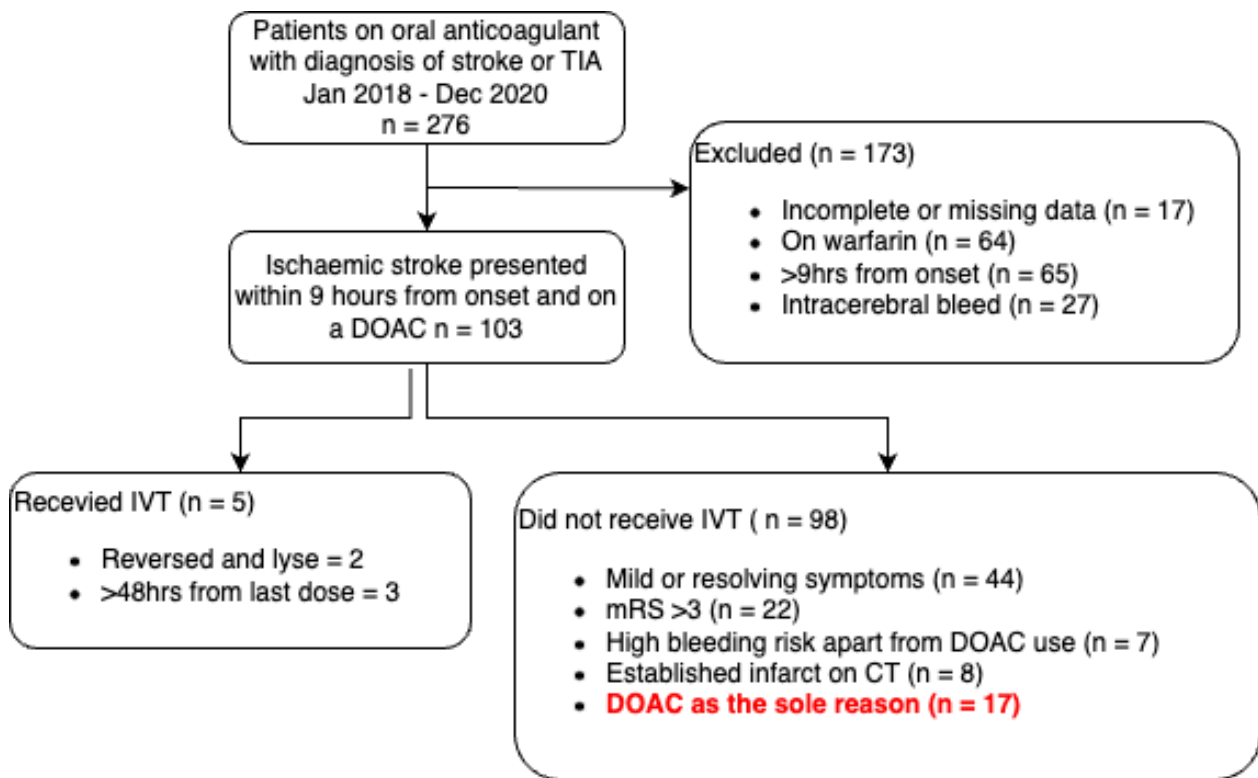 Patients on oral anticoagulant
with diagnosis of stroke or TIA
Jan 2018 - Dec 2020
n = 276
Excluded (n = 173)
• Incomplete or missing data (n = 17)
• On warfarin (n = 64)
• >9hrs from onset (n = 65)
• Intracerebral bleed (n = 27)
Ischaemic stroke presented
within 9 hours from onset and on
a DOAC n = 103
Recevied IVT (n = 5)
• Reversed and lyse = 2
• >48hrs from last dose = 3
Did not receive IVT ( n = 98)
• Mild or resolving symptoms (n = 44)
• mRS >3 (n = 22)
• High bleeding risk apart from DOAC use (n = 7)
• Established infarct on CT (n = 8)
• DOAC as the sole reason (n = 17)